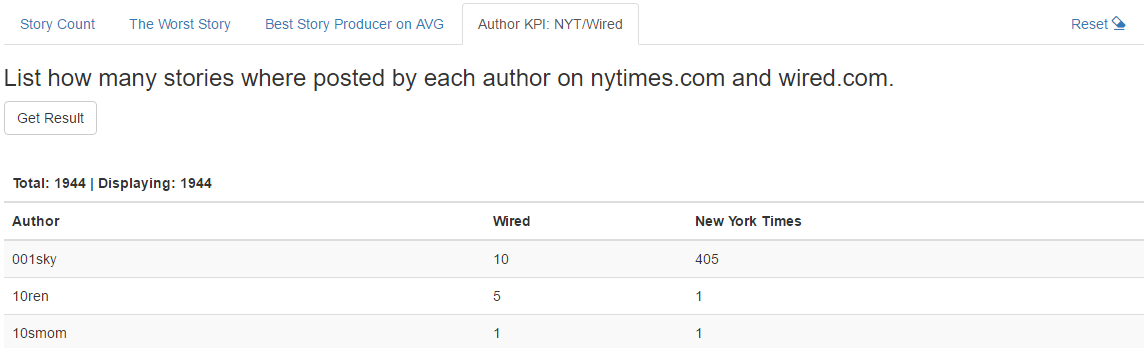 Story Count The Worst Story Best Story Producer on AVG Author KPI: NYT/Wired Reset
List how many stories where posted by each author on nytimes.com and wired.com.
Get Result
Total: 1944 | Displaying: 1944
Author Wired New York Times
001sky 10 405
10ren 5 1
10smom 1 1